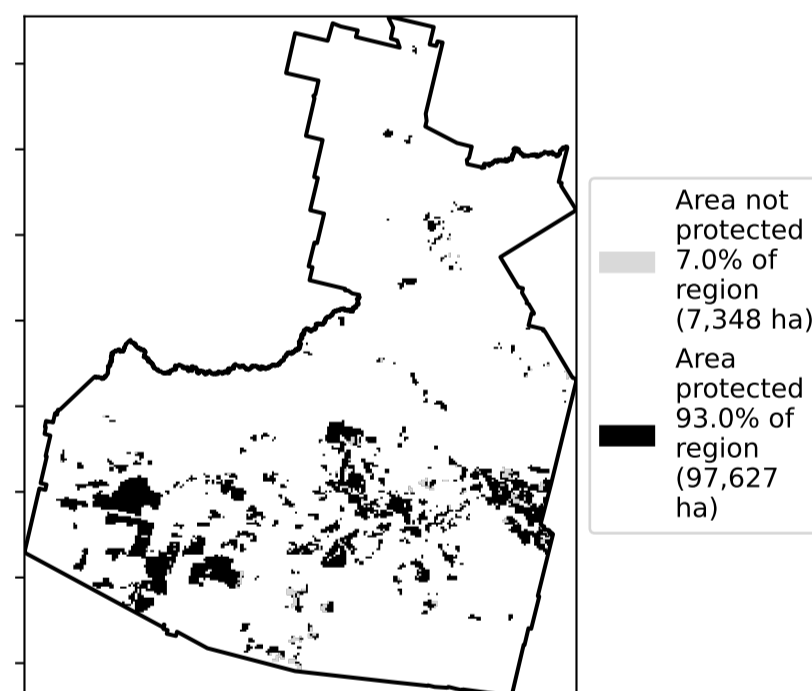 Area not
protected
7.0% of
region
(7,348 ha)
Area
protected
93.0% of
region
(97,627
ha)